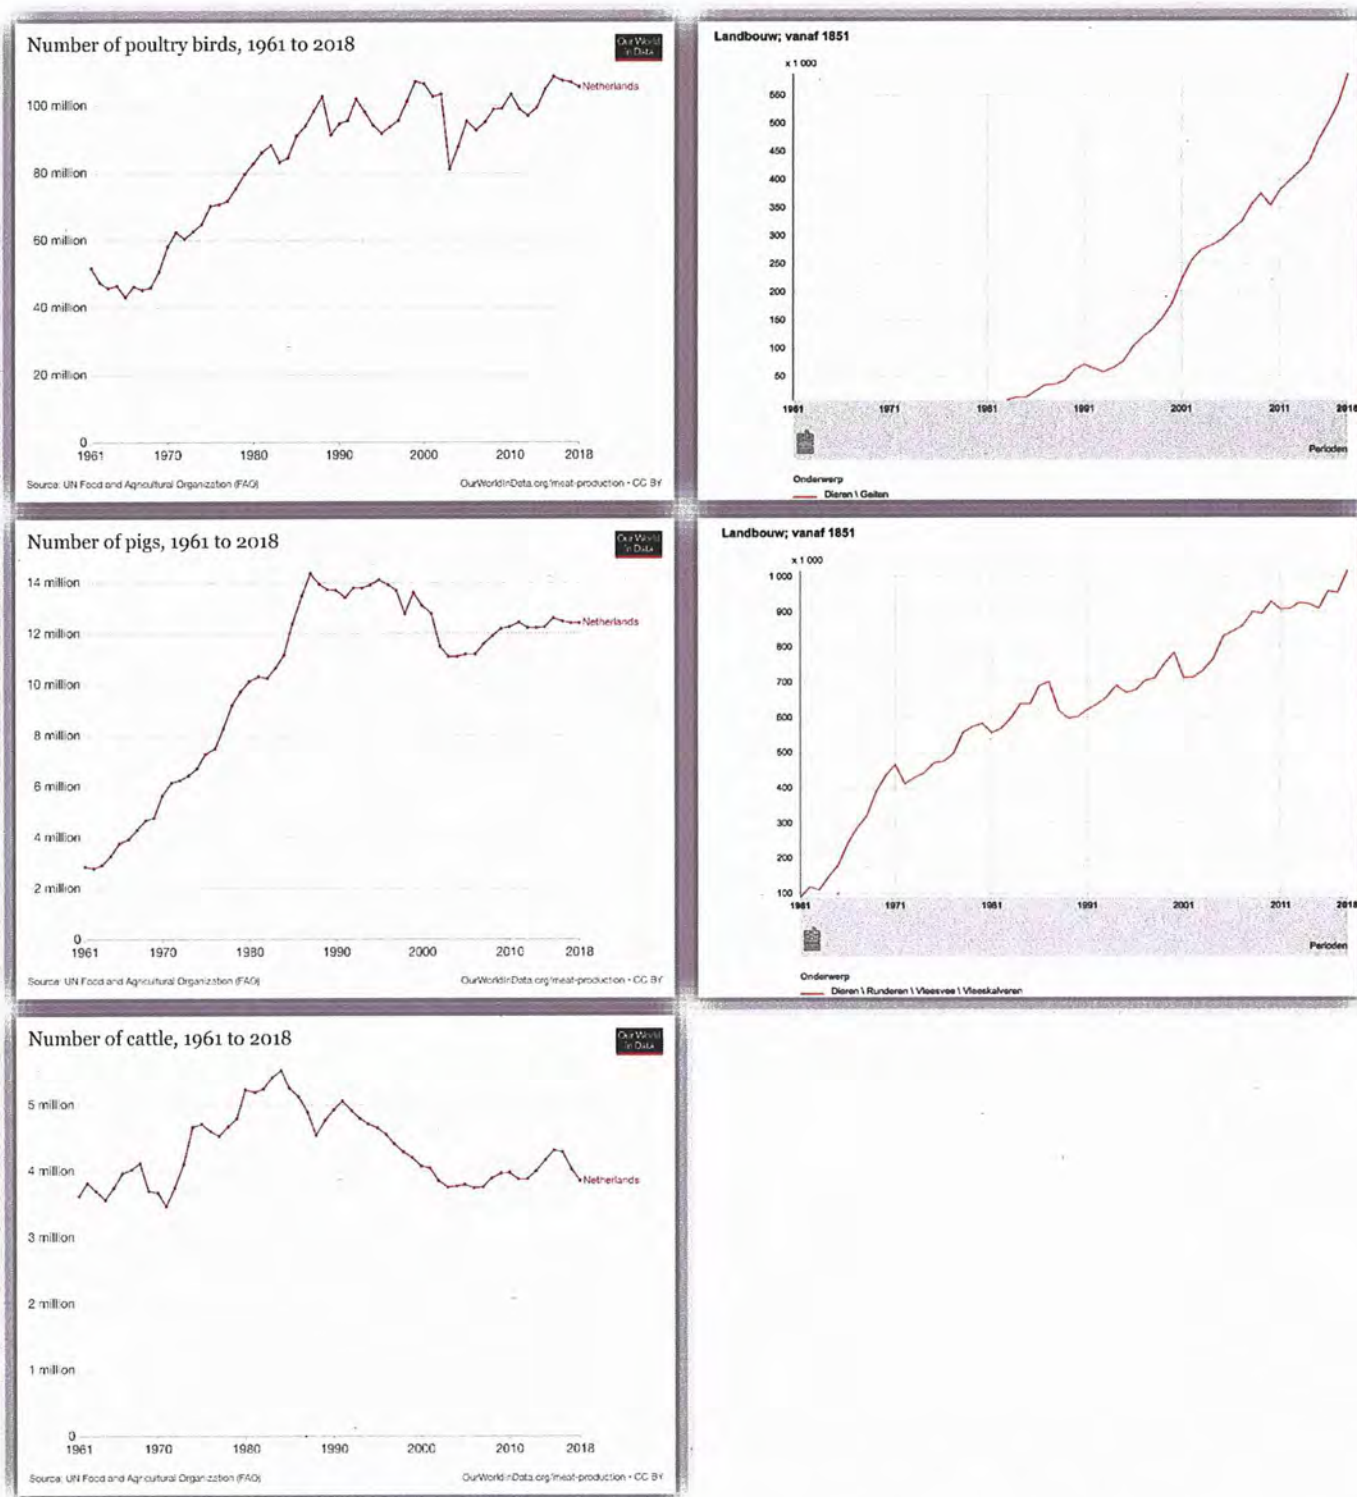 Number of poultry birds, 1961 to 2018
Our World
in Data
100 million
80 million
60 million
40 million
20 million
0
Netherlands
1961 1970 1980 1990 2000 2010 2018
Source: UN Food and Agricultural Organization (FAO)
OurWorldInData.org/meat-production • CC BY
Landbouw; vanaf 1851
x 1 000
550
500
450
400
350
300
250
200
150
100
50
1961 1971 1981 1991 2001 2011 2018
Perioden
Onderwerp
Dieren \ Geiten
Number of pigs, 1961 to 2018
Our World
in Data
14 million
12 million
10 million
8 million
6 million
4 million
2 million
0
Netherlands
1961 1970 1980 1990 2000 2010 2018
Source: UN Food and Agricultural Organization (FAO)
OurWorldInData.org/meat-production • CC BY
Landbouw; vanaf 1851
x 1 000
1 000
900
800
700
600
500
400
300
200
100
1961 1971 1981 1991 2001 2011 2018
Perioden
Onderwerp
Dieren \ Runderen \ Vleesvee \ Vleeskalveren
Number of cattle, 1961 to 2018
Our World
in Data
5 million
4 million
3 million
2 million
1 million
0
Netherlands
1961 1970 1980 1990 2000 2010 2018
Source: UN Food and Agricultural Organization (FAO)
OurWorldInData.org/meat-production • CC BY